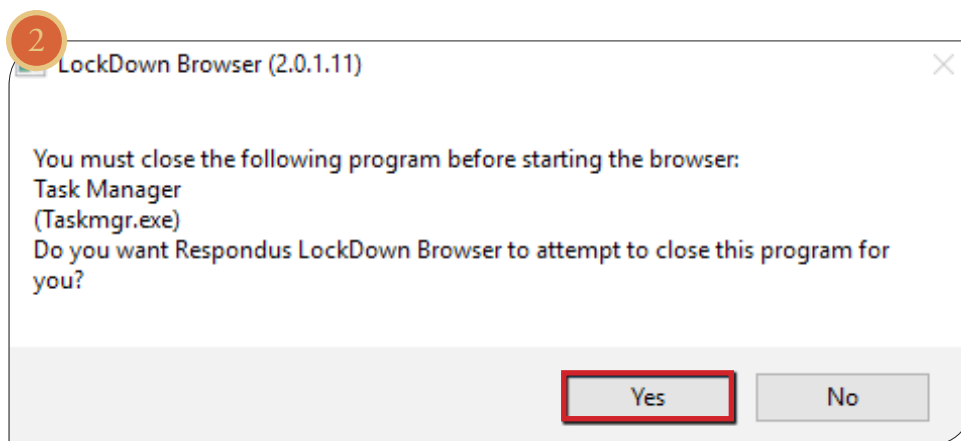 2
LockDown Browser (2.0.1.11)
You must close the following program before starting the browser:
Task Manager
(Taskmgr.exe)
Do you want Respondus LockDown Browser to attempt to close this program for
you?
Yes
No